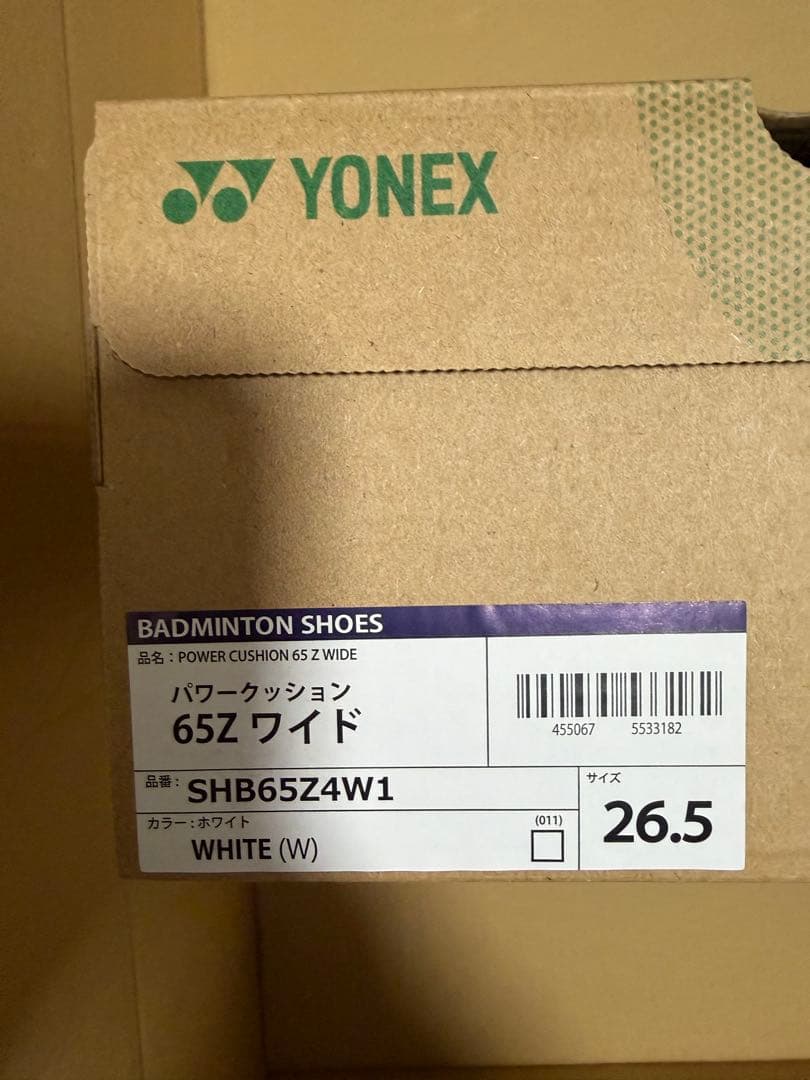 YONEX
BADMINTON SHOES
品名：POWER CUSHION 65 Z WIDE
パワークッション
65Z ワイド
455067 5533182
品番：
SHB65Z4W1
カラー：ホワイト
WHITE (W)
(011)
サイズ
26.5